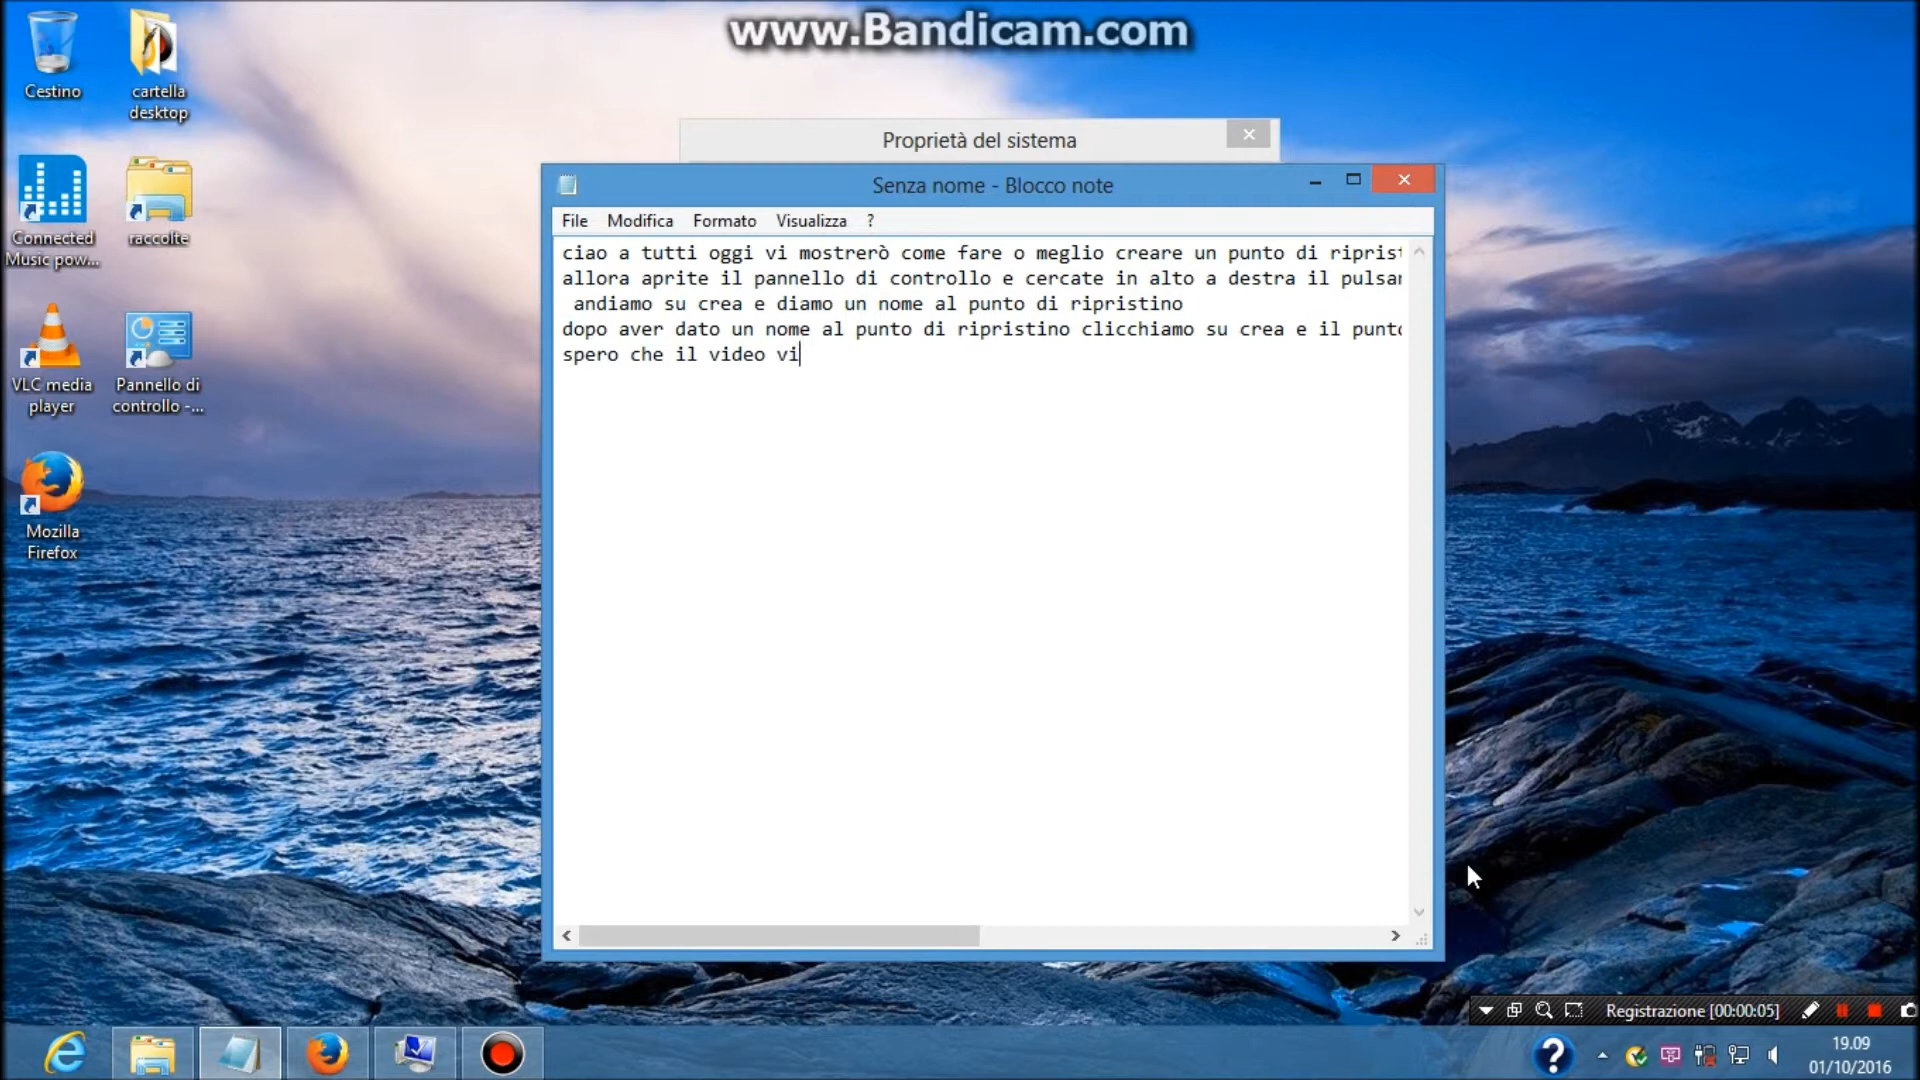 www.Bandicam.com
Cestino
cartella
desktop
Connected
Music pow...
raccolte
VLC media
player
Pannello di
controllo -...
Mozilla
Firefox
Proprietà del sistema
Senza nome - Blocco note
File Modifica Formato Visualizza ?
ciao a tutti oggi vi mostrerò come fare o meglio creare un punto di ripris
allora aprite il pannello di controllo e cercate in alto a destra il pulsa
andiamo su crea e diamo un nome al punto di ripristino
dopo aver dato un nome al punto di ripristino clicchiamo su crea e il punto
spero che il video vi
Registrazione [00:00:05]
19.09
01/10/2016